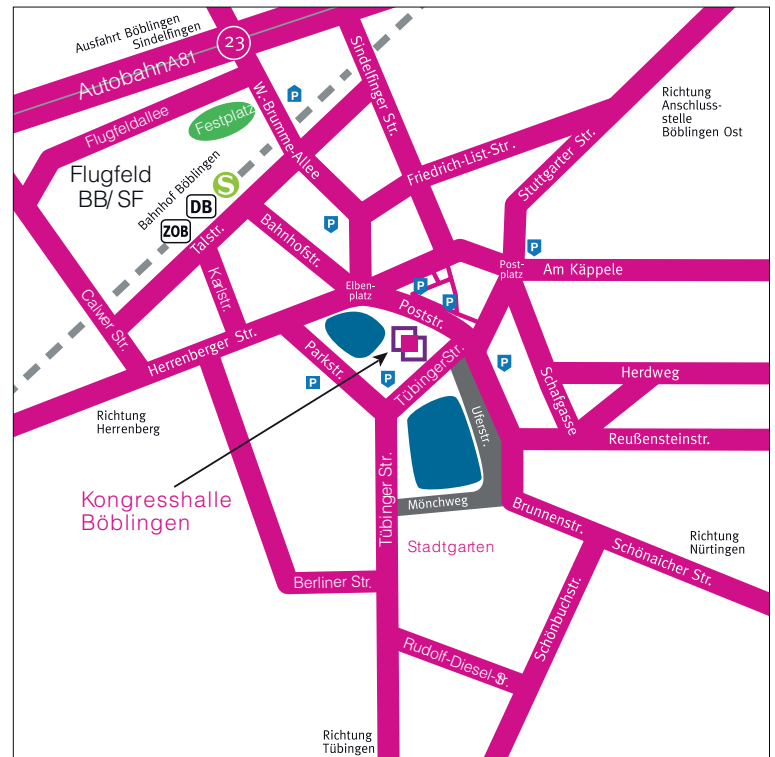 Ausfahrt Böblingen
Sindelfingen
23
AutobahnA81
P
W.-Brumme-Allee
Sindelfinger Str.
Richtung
Anschluss-
stelle
Böblingen Ost
Flugfeldallee
Festplatz
Flugfeld
BB/ SF
Bahnhof Böblingen
S
DB
ZOB
Talstr.
Friedrich-List-Str.
Stuttgarter Str.
P
Bahnhofstr.
Karlstr.
P
Post-
platz
Am Käppele
Elben-
platz
P
P
Poststr.
Calwer Str.
Herrenberger Str.
Parkstr.
P
P
TübingerStr.
P
Schafgasse
Herdweg
Richtung
Herrenberg
Uferstr.
Reußensteinstr.
Kongresshalle
Böblingen
Tübinger Str.
Mönchweg
Brunnenstr.
Richtung
Nürtingen
Stadtgarten
Schönaicher Str.
Berliner Str.
Schönbuchstr.
Rudolf-Diesel-Str.
Richtung
Tübingen